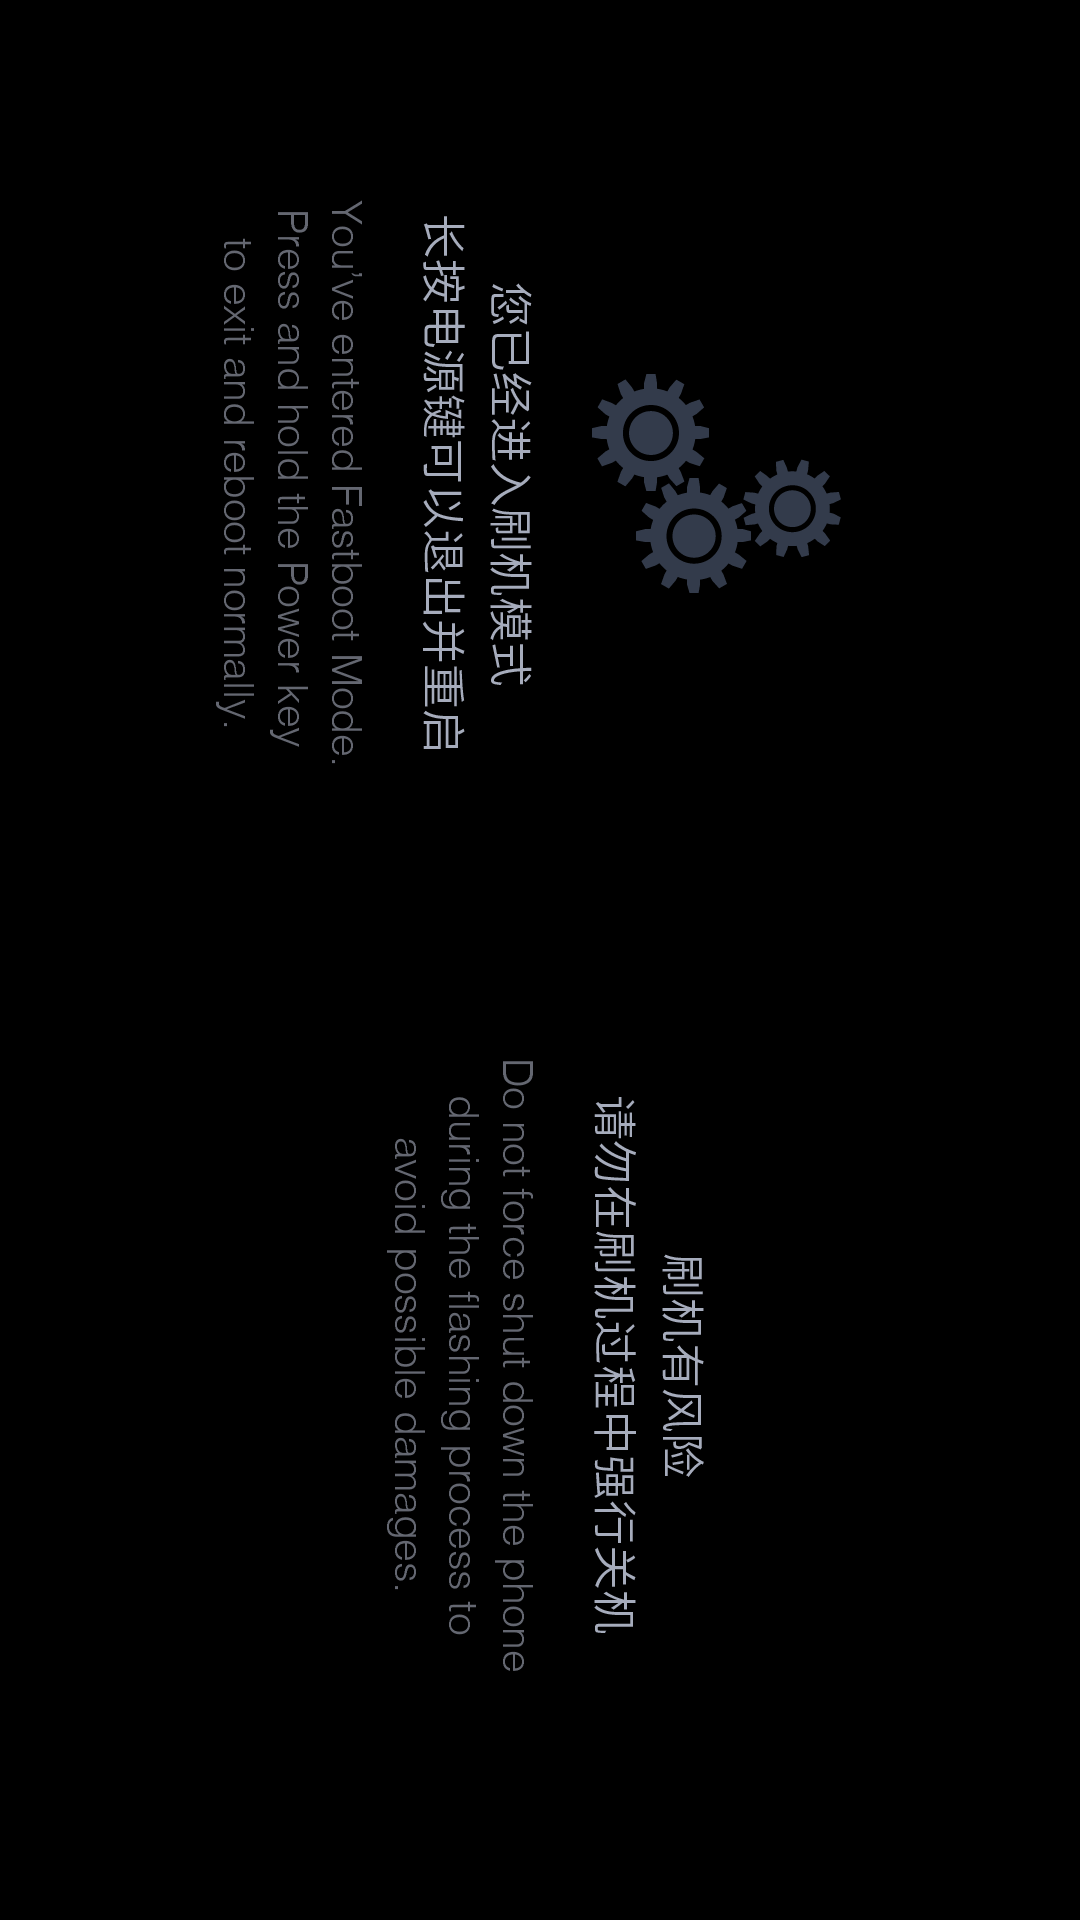 您已经进入刷机模式
长按电源键可以退出并重启
You've entered Fastboot Mode.
Press and hold the Power key
to exit and reboot normally.
刷机有风险
请勿在刷机过程中强行关机
Do not force shut down the phone
during the flashing process to
avoid possible damages.